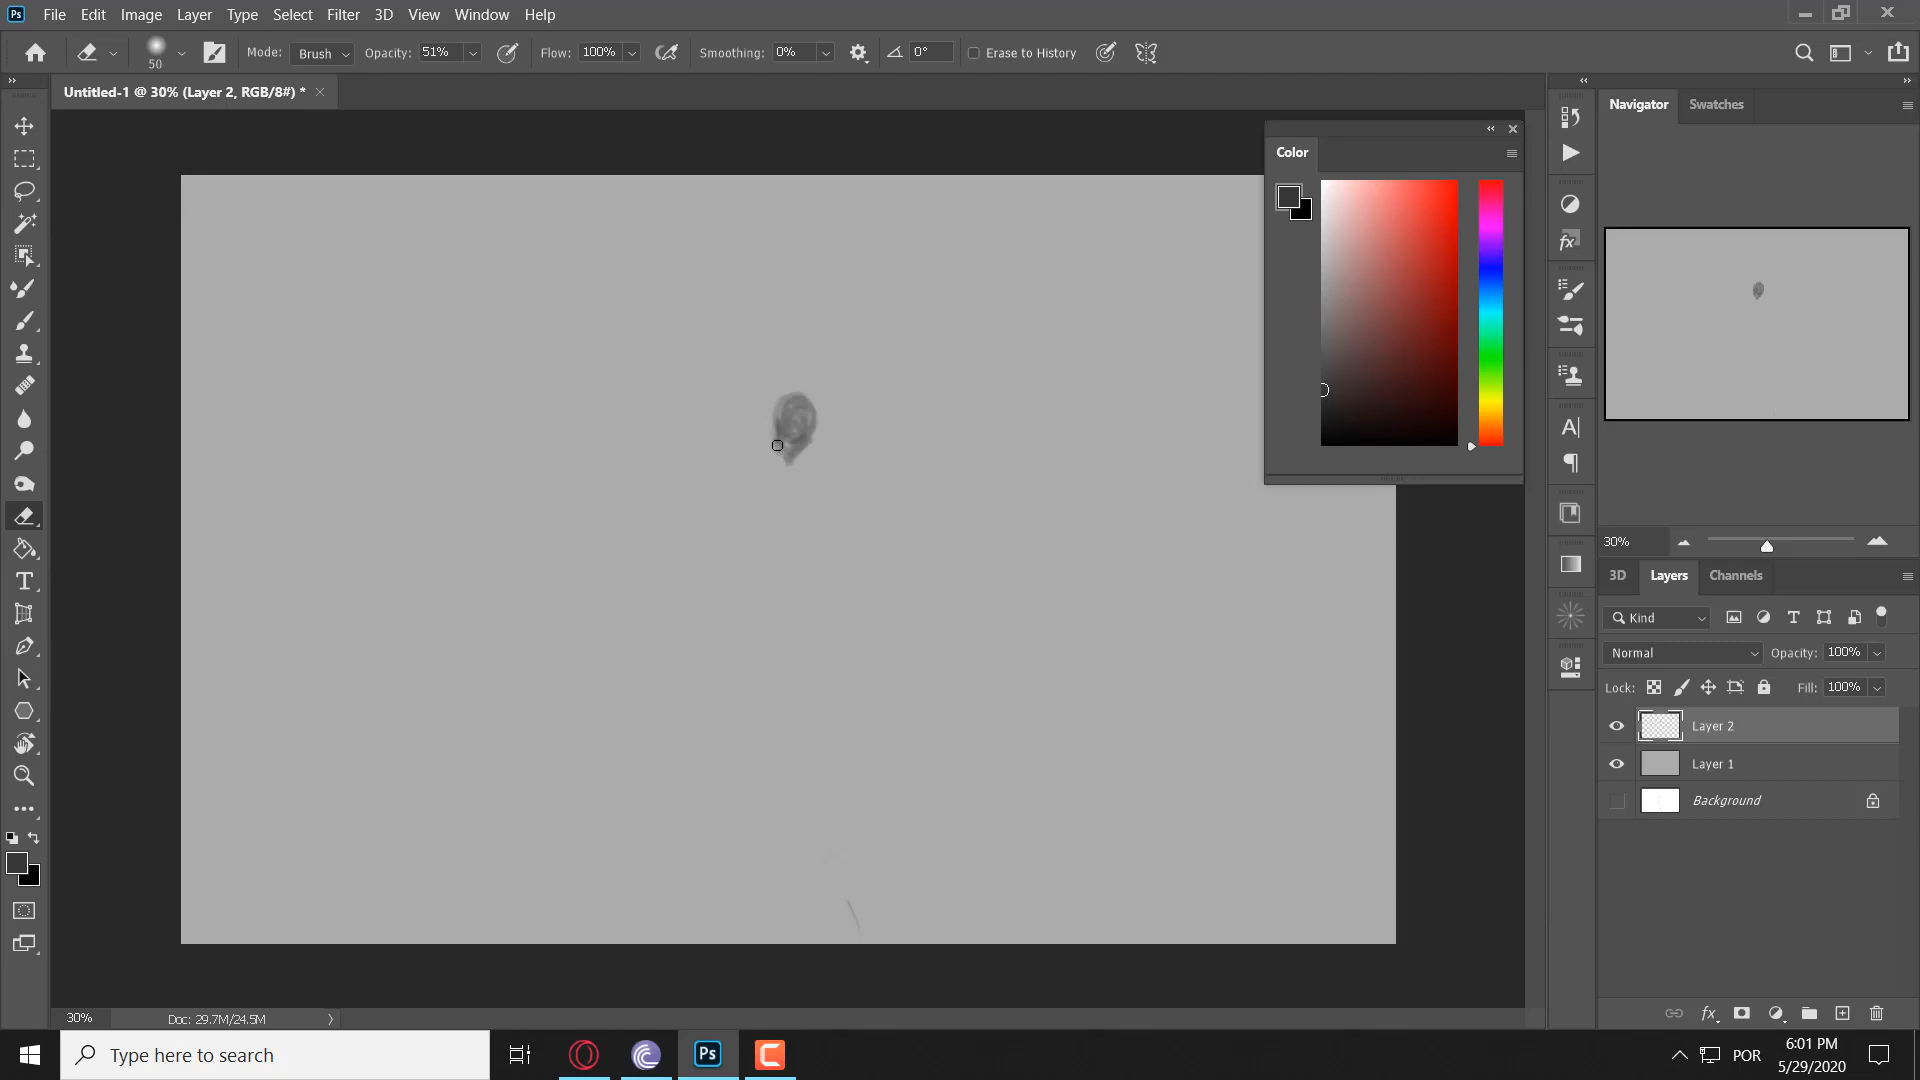 Ps File Edit Image Layer Type Select Filter 3D View Window Help
50 Mode: Brush Opacity: 51% Flow: 100% Smoothing: 0% 0° Erase to History
Untitled-1 @ 30% (Layer 2, RGB/8#) *
Color
Navigator Swatches
30%
3D Layers Channels
Kind
Normal Opacity: 100%
Lock: Fill: 100%
Layer 2
Layer 1
Background
30% Doc: 29.7M/24.5M
Type here to search
Ps
POR
6:01 PM
5/29/2020